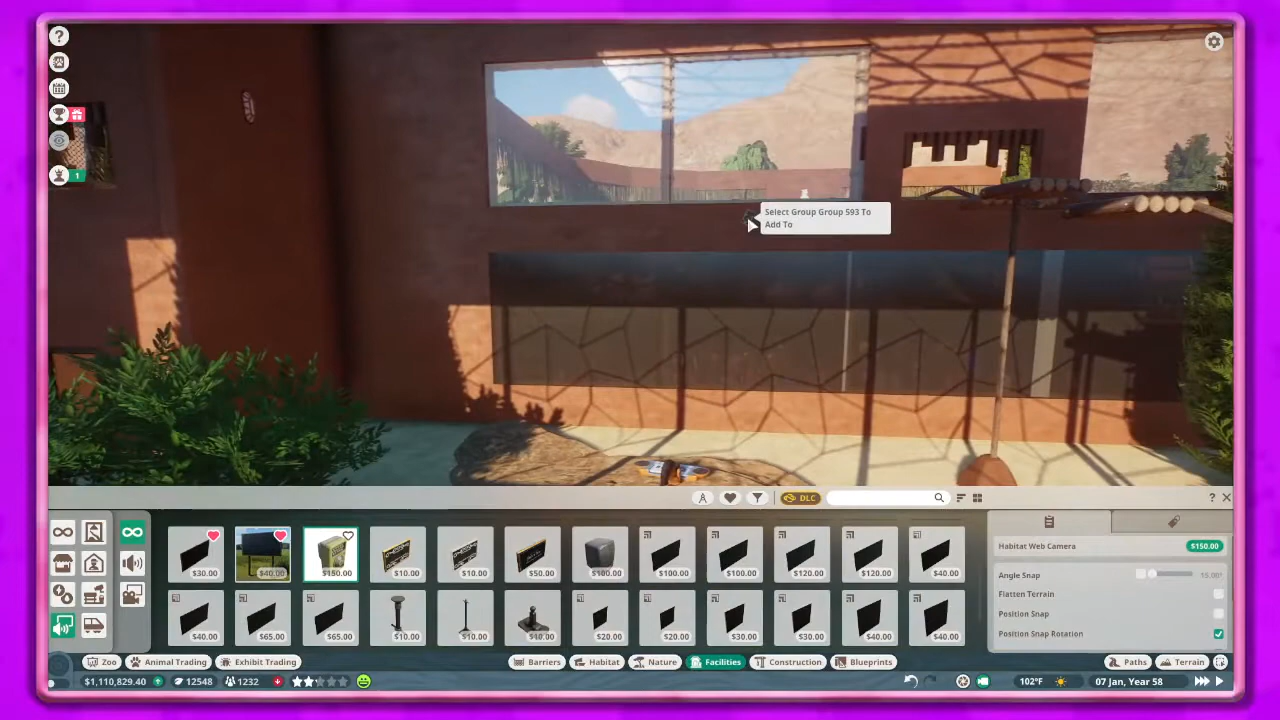 ?
1
Select Group Group 593 To
Add To
DLC
? ×
$30.00 $40.00 $150.00 $10.00 $10.00 $50.00 $100.00 $100.00 $100.00 $120.00 $120.00 $40.00
$40.00 $65.00 $65.00 $10.00 $10.00 $10.00 $20.00 $20.00 $30.00 $30.00 $40.00 $40.00
Habitat Web Camera $150.00
Angle Snap 15.00°
Flatten Terrain
Position Snap
Position Snap Rotation
Zoo Animal Trading Exhibit Trading Barriers Habitat Nature Facilities Construction Blueprints Paths Terrain
$1,110,829.40 12548 1232 102°F 07 Jan, Year 58